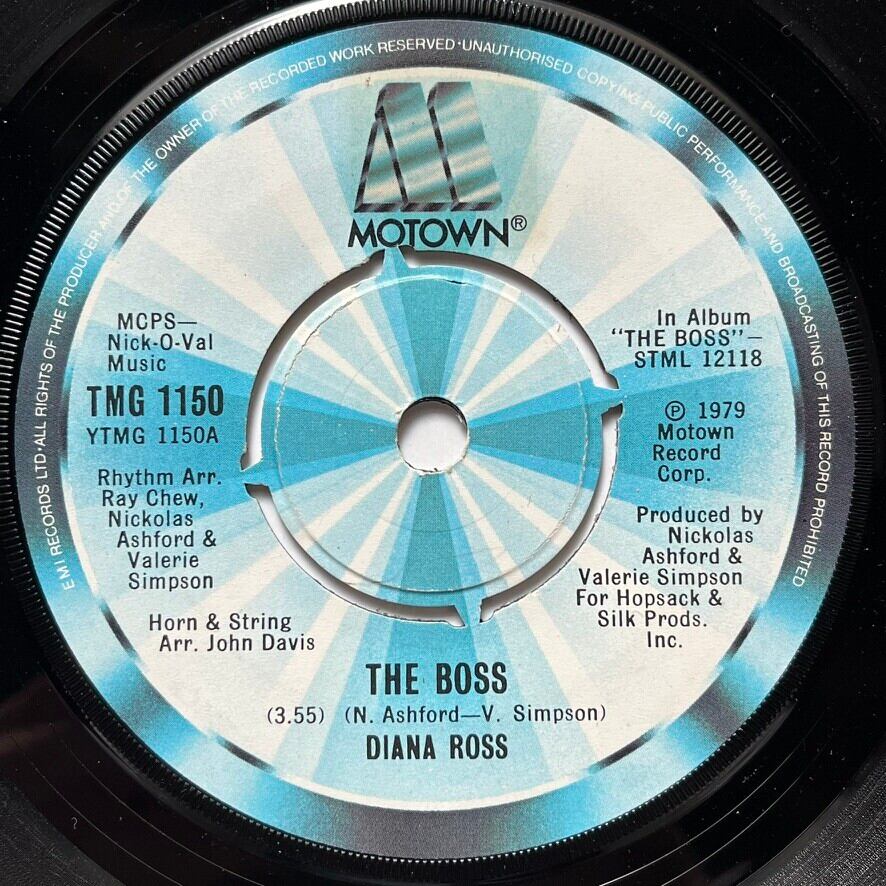 EMI RECORDS LTD·ALL RIGHTS OF THE PRODUCER AND OF THE OWNER OF THE RECORDED WORK RESERVED·UNAUTHORISED COPYING PUBLIC PERFORMANCE AND BROADCASTING OF THIS RECORD PROHIBITED
MOTOWN®
MCPS—
Nick-O-Val
Music
TMG 1150
YTMG 1150A
Rhythm Arr.
Ray Chew,
Nickolas
Ashford &
Valerie
Simpson
Horn & String
Arr. John Davis
In Album
"THE BOSS"—
STML 12118
℗ 1979
Motown
Record
Corp.
Produced by
Nickolas
Ashford &
Valerie Simpson
For Hopsack &
Silk Prods.
Inc.
THE BOSS
(3.55) (N. Ashford—V. Simpson)
DIANA ROSS